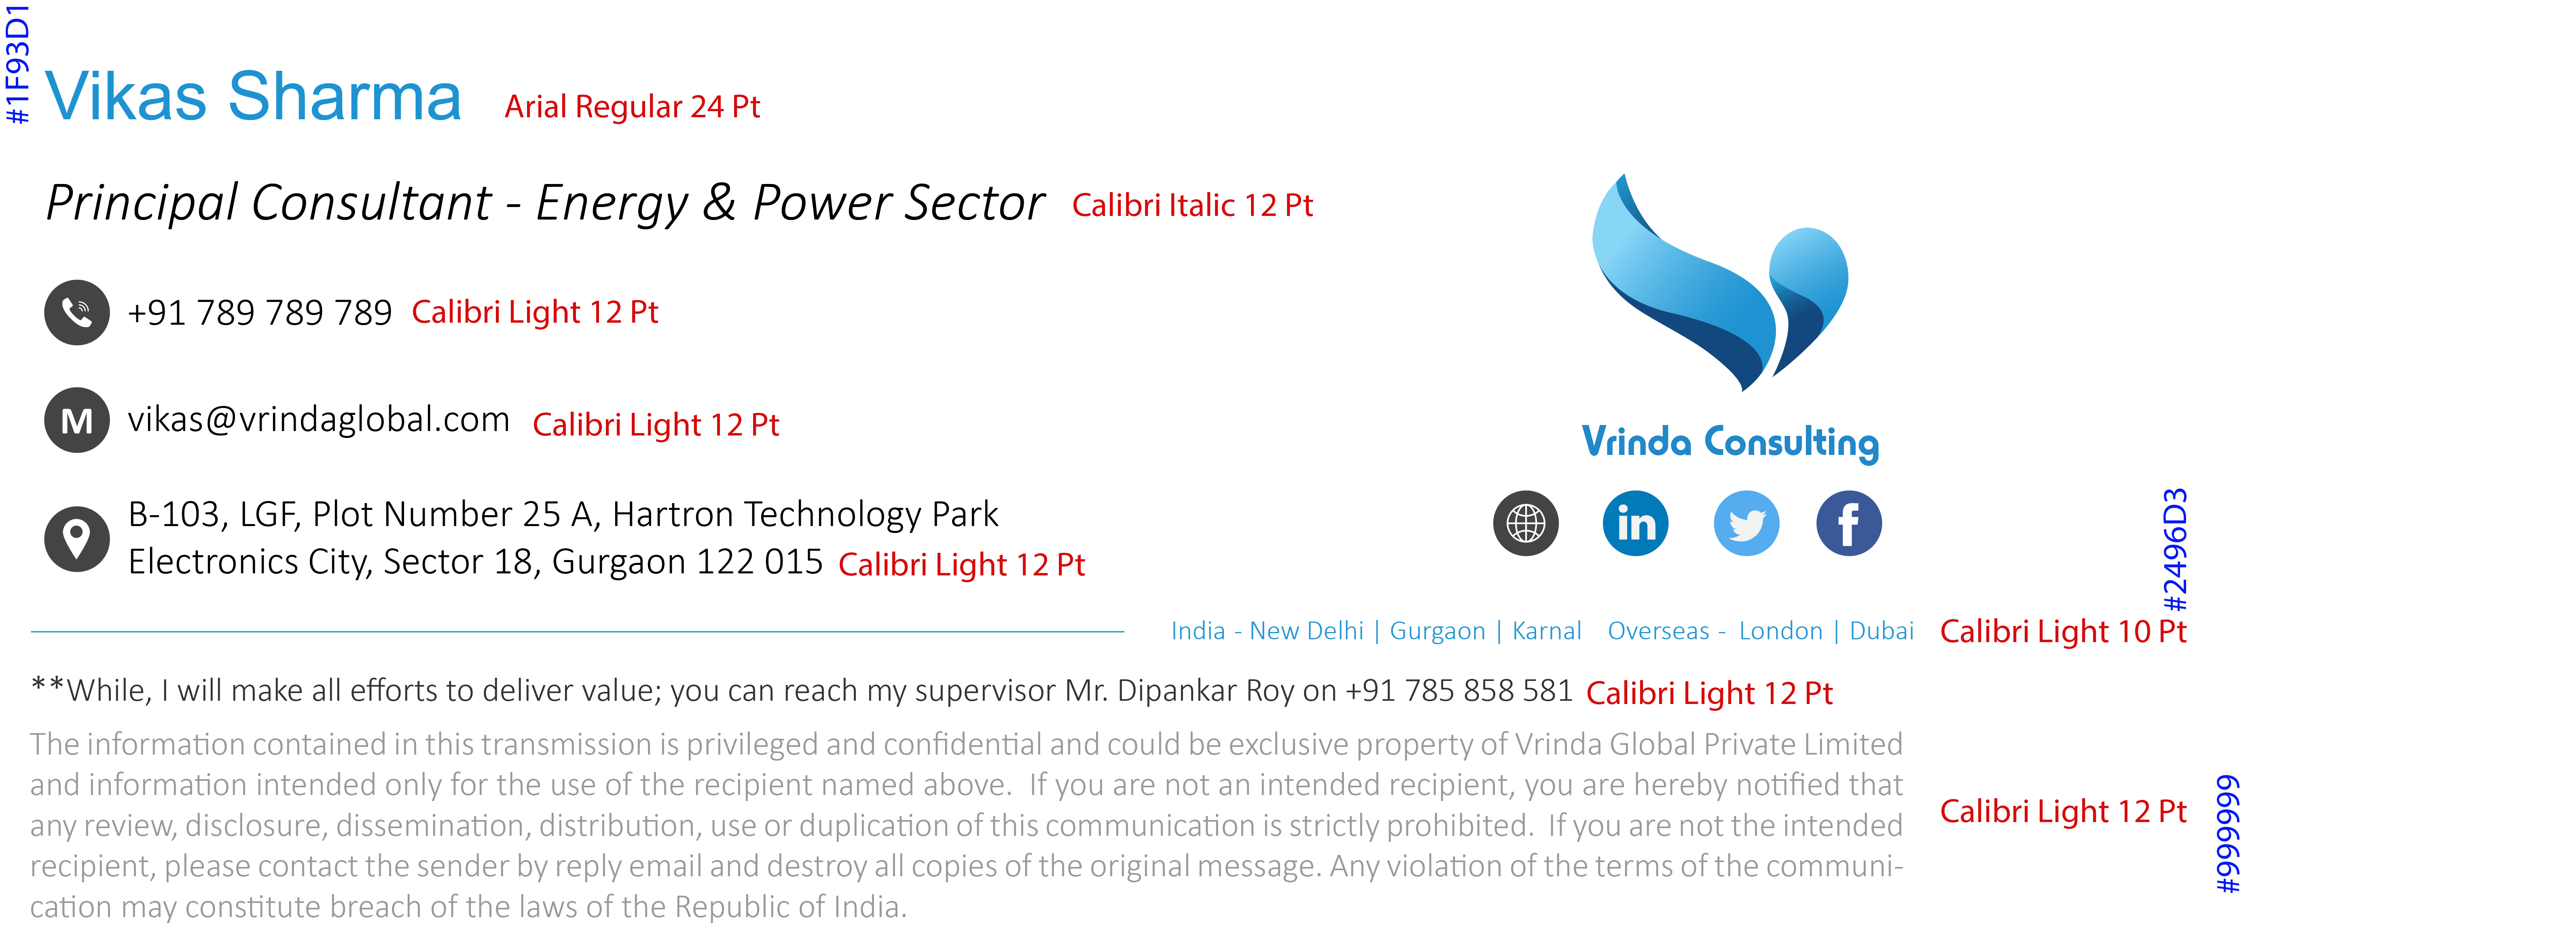 #1F93D1
Vikas Sharma Arial Regular 24 Pt
Principal Consultant - Energy & Power Sector Calibri Italic 12 Pt
+91 789 789 789 Calibri Light 12 Pt
M vikas@vrindaglobal.com Calibri Light 12 Pt
Vrinda Consulting
B-103, LGF, Plot Number 25 A, Hartron Technology Park
Electronics City, Sector 18, Gurgaon 122 015 Calibri Light 12 Pt
in f
#2496D3
India - New Delhi | Gurgaon | Karnal Overseas - London | Dubai Calibri Light 10 Pt
**While, I will make all efforts to deliver value; you can reach my supervisor Mr. Dipankar Roy on +91 785 858 581 Calibri Light 12 Pt
The information contained in this transmission is privileged and confidential and could be exclusive property of Vrinda Global Private Limited
and information intended only for the use of the recipient named above. If you are not an intended recipient, you are hereby notified that
any review, disclosure, dissemination, distribution, use or duplication of this communication is strictly prohibited. If you are not the intended
recipient, please contact the sender by reply email and destroy all copies of the original message. Any violation of the terms of the communi-
cation may constitute breach of the laws of the Republic of India.
Calibri Light 12 Pt
#999999